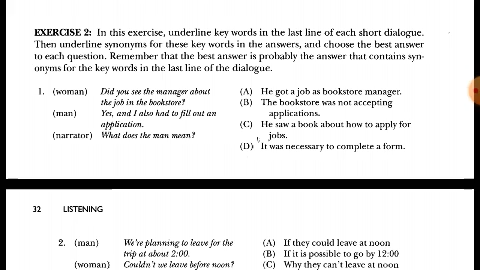 EXERCISE 2: In this exercise, underline key words in the last line of each short dialogue.
Then underline synonyms for these key words in the answers, and choose the best answer
to each question. Remember that the best answer is probably the answer that contains syn-
onyms for the key words in the last line of the dialogue.
1. (woman) Did you see the manager about
the job in the bookstore?
(man) Yes, and I also had to fill out an
application.
(narrator) What does the man mean?
(A) He got a job as bookstore manager.
(B) The bookstore was not accepting
applications.
(C) He saw a book about how to apply for
jobs.
(D) It was necessary to complete a form.
32 LISTENING
2. (man) We're planning to leave for the
trip at about 2:00.
(woman) Couldn't we leave before noon?
(A) If they could leave at noon
(B) If it is possible to go by 12:00
(C) Why they can't leave at noon